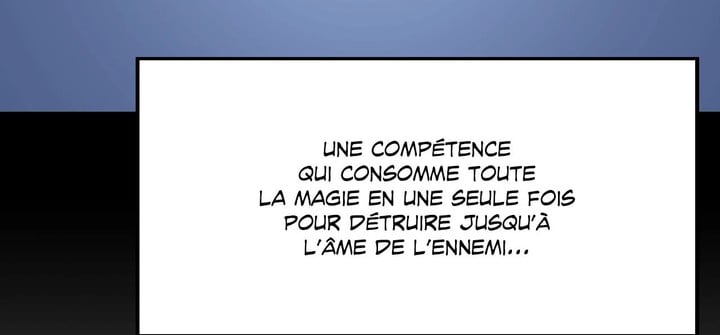 UNE COMPÉTENCE
QUI CONSOMME TOUTE
LA MAGIE EN UNE SEULE FOIS
POUR DÉTRUIRE JUSQU'À
L'ÂME DE L'ENNEMI...